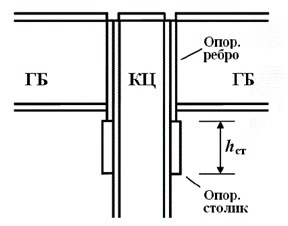 Опор.
ребро
ГБ
КЦ
ГБ
hст
Опор.
столик